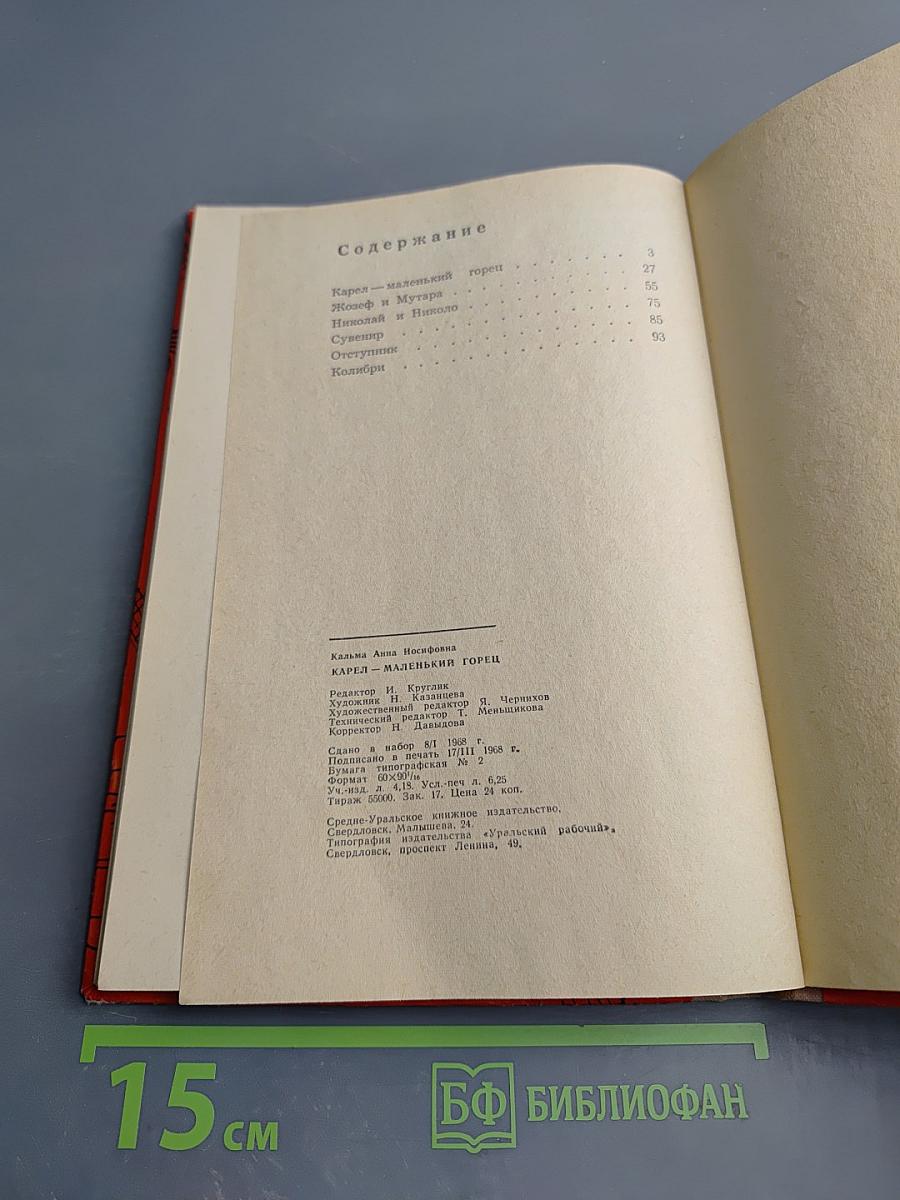 Содержание
Карел — маленький горец . . . . . . 3
Жозеф и Мутара . . . . . . . . . 27
Николай и Николо . . . . . . . . 55
Сувенир . . . . . . . . . . . . 75
Отступник . . . . . . . . . . . 85
Колибри . . . . . . . . . . . . 93
Кальма Анна Иосифовна
КАРЕЛ — МАЛЕНЬКИЙ ГОРЕЦ
Редактор И. Круглик
Художник Н. Казанцева
Художественный редактор Я. Чернихов
Технический редактор Т. Меньщикова
Корректор Н. Давыдова
Сдано в набор 8/I 1968 г.
Подписано в печать 17/III 1968 г.
Бумага типографская № 2
Формат 60×90¹/₁₆
Уч.-изд. л. 4,18. Усл.-печ л. 6,25
Тираж 55000. Зак. 17. Цена 24 коп.
Средне-Уральское книжное издательство,
Свердловск, Малышева, 24.
Типография издательства «Уральский рабочий»,
Свердловск, проспект Ленина, 49.
15 см
БФ БИБЛИОФАН